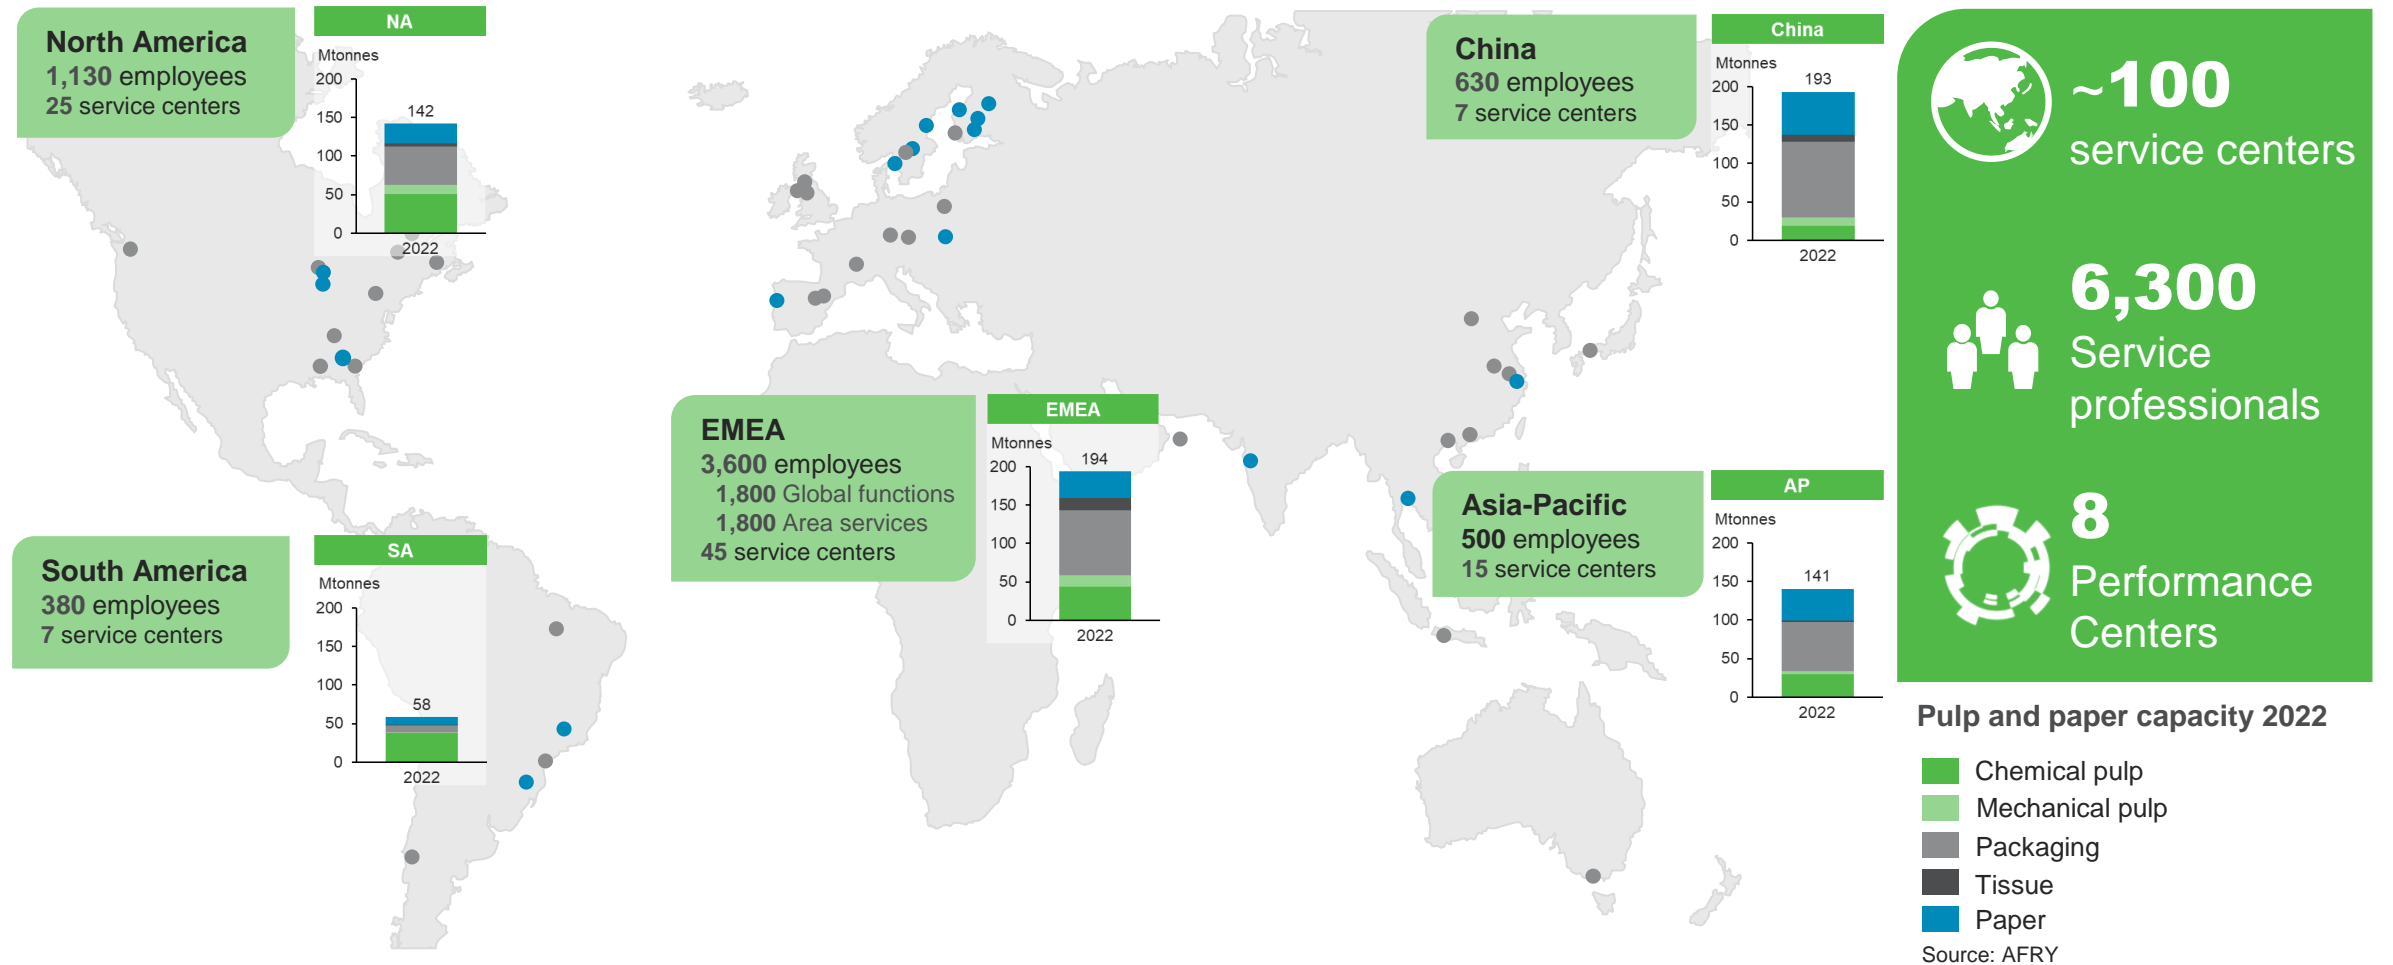 North America
1,130 employees
25 service centers
NA
Mtonnes
200
150
100
50
0
142
2022
China
630 employees
7 service centers
China
Mtonnes
200
150
100
50
0
193
2022
EMEA
3,600 employees
1,800 Global functions
1,800 Area services
45 service centers
EMEA
Mtonnes
200
150
100
50
0
194
2022
South America
380 employees
7 service centers
SA
Mtonnes
200
150
100
50
0
58
2022
Asia-Pacific
500 employees
15 service centers
AP
Mtonnes
200
150
100
50
0
141
2022
~100
service centers
6,300
Service
professionals
8
Performance
Centers
Pulp and paper capacity 2022
Chemical pulp
Mechanical pulp
Packaging
Tissue
Paper
Source: AFRY